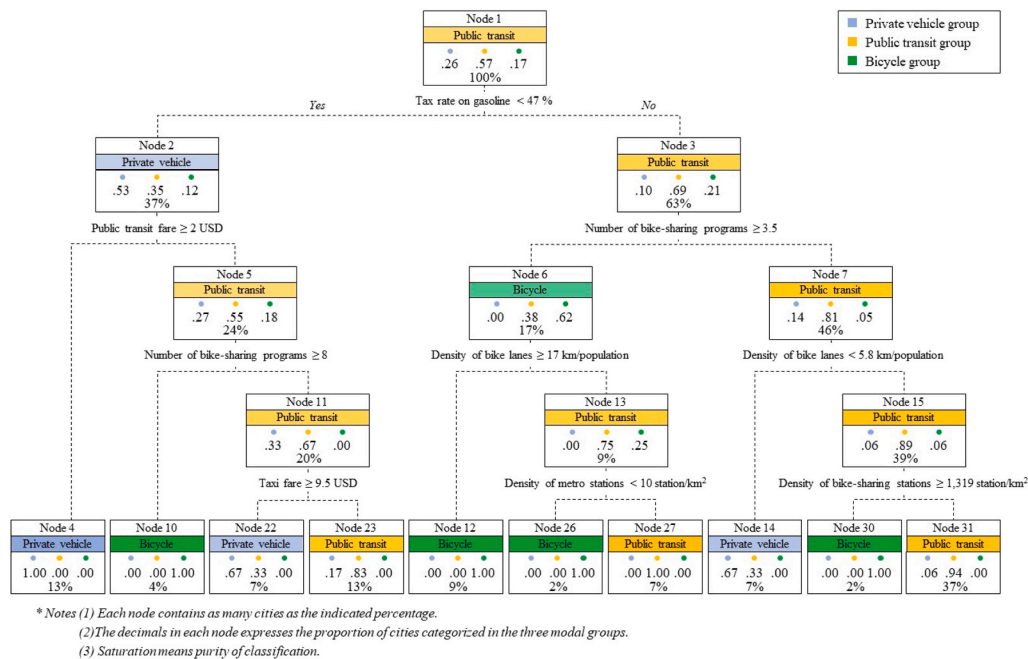 Node 1
Public transit
.26 .57 .17
100%
Private vehicle group
Public transit group
Bicycle group
Tax rate on gasoline < 47 %
Yes
No
Node 2
Private vehicle
.53 .35 .12
37%
Node 3
Public transit
.10 .69 .21
63%
Public transit fare ≥ 2 USD
Number of bike-sharing programs ≥ 3.5
Node 5
Public transit
.27 .55 .18
24%
Node 6
Bicycle
.00 .38 .62
17%
Node 7
Public transit
.14 .81 .05
46%
Number of bike-sharing programs ≥ 8
Density of bike lanes ≥ 17 km/population
Density of bike lanes < 5.8 km/population
Node 11
Public transit
.33 .67 .00
20%
Node 13
Public transit
.00 .75 .25
9%
Node 15
Public transit
.06 .89 .06
39%
Taxi fare ≥ 9.5 USD
Density of metro stations < 10 station/km²
Density of bike-sharing stations ≥ 1,319 station/km²
Node 4
Private vehicle
1.00 .00 .00
13%
Node 10
Bicycle
.00 .00 1.00
4%
Node 22
Private vehicle
.67 .33 .00
7%
Node 23
Public transit
.17 .83 .00
13%
Node 12
Bicycle
.00 .00 1.00
9%
Node 26
Bicycle
.00 .00 1.00
2%
Node 27
Public transit
.00 1.00 .00
7%
Node 14
Private vehicle
.67 .33 .00
7%
Node 30
Bicycle
.00 .00 1.00
2%
Node 31
Public transit
.06 .94 .00
37%
* Notes (1) Each node contains as many cities as the indicated percentage.
(2)The decimals in each node expresses the proportion of cities categorized in the three modal groups.
(3) Saturation means purity of classification.